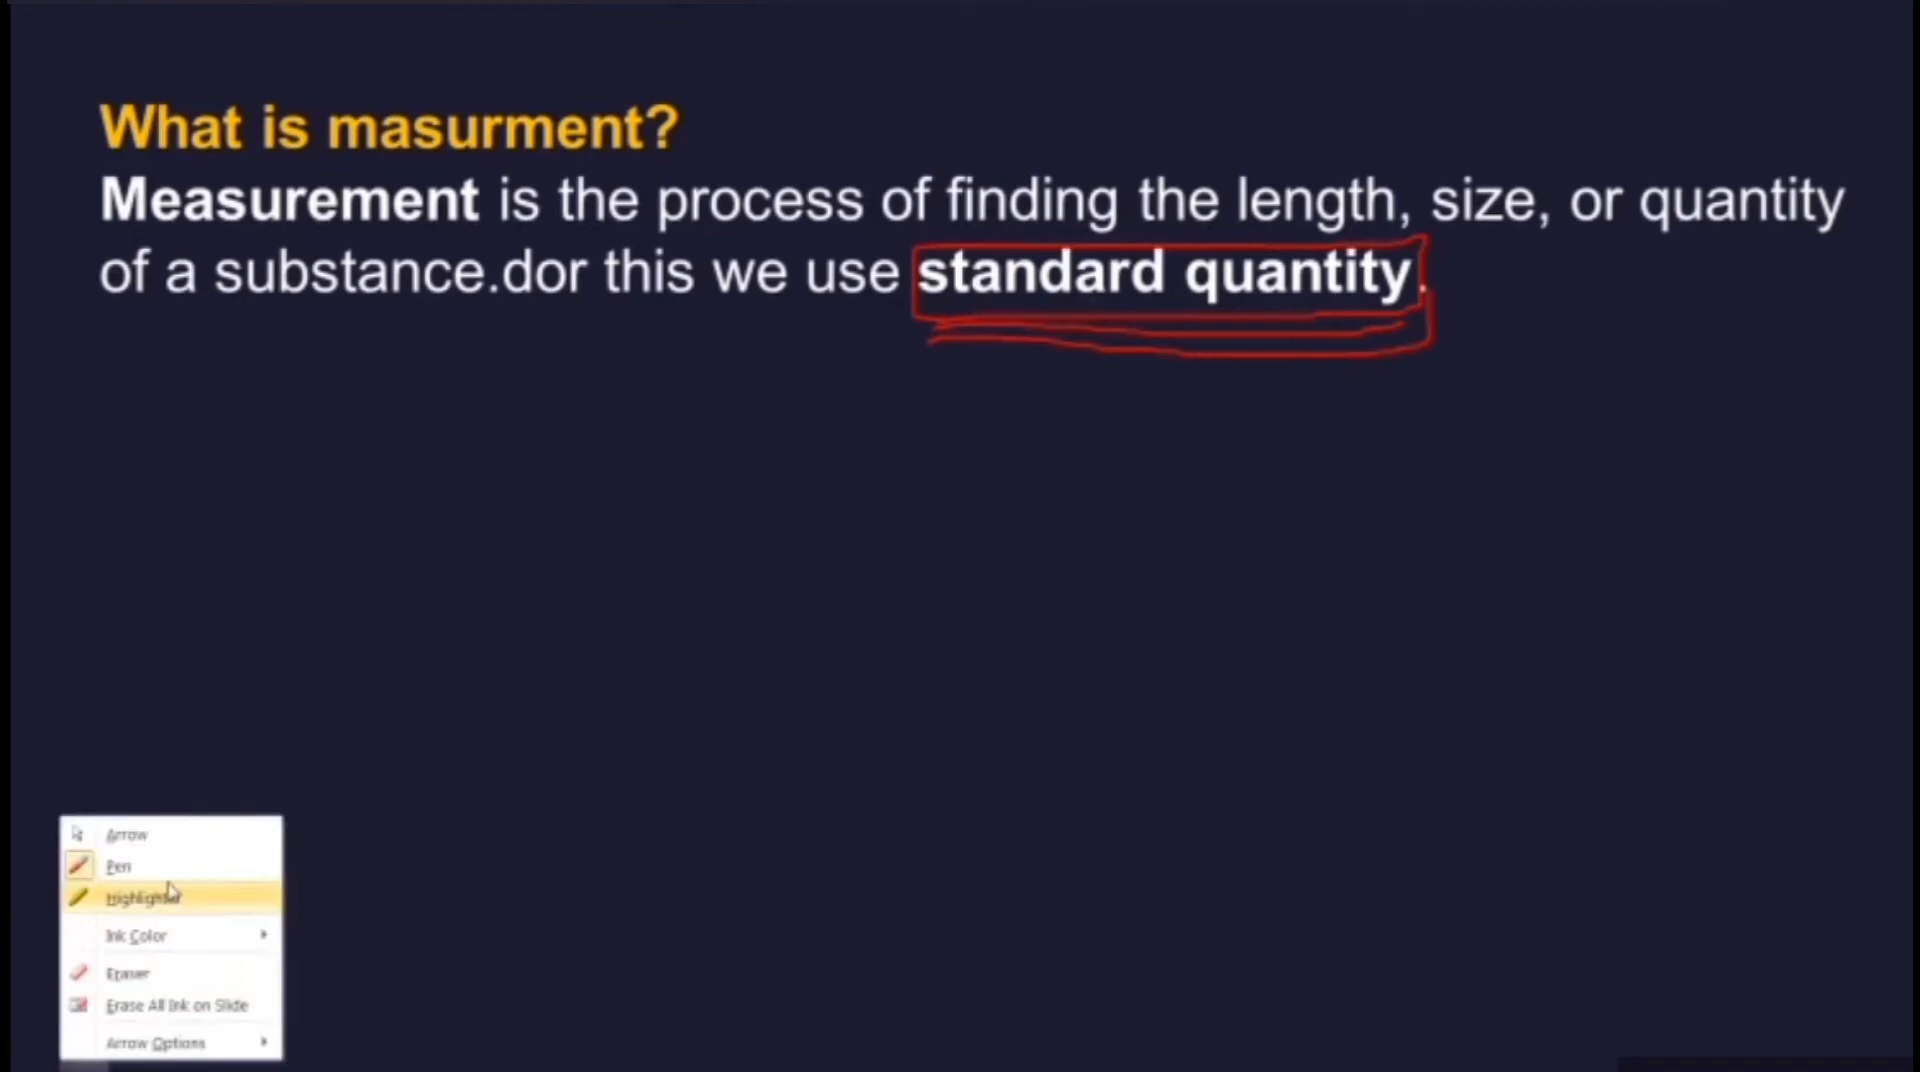 What is masurment?
Measurement is the process of finding the length, size, or quantity
of a substance.dor this we use standard quantity.
Arrow
Pen
Highlighter
Ink Color
Eraser
Erase All Ink on Slide
Arrow Options